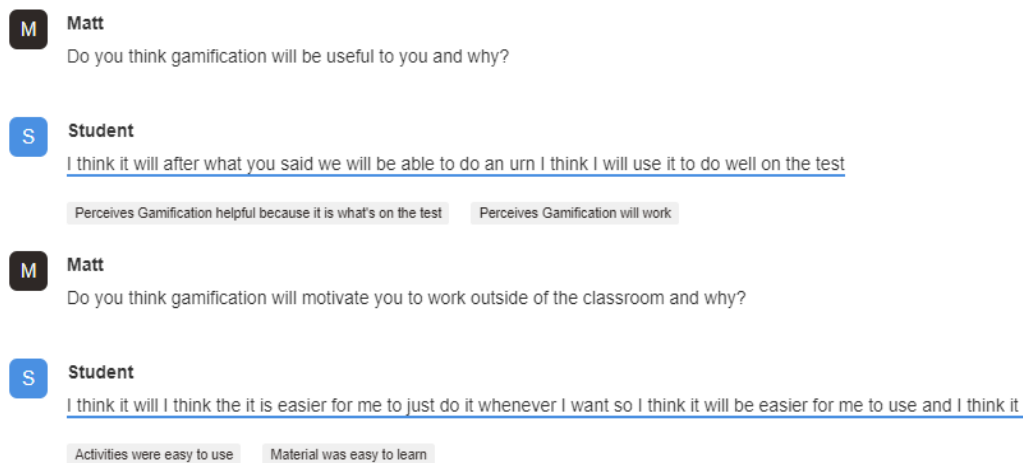 M
Matt
Do you think gamification will be useful to you and why?
S
Student
I think it will after what you said we will be able to do an urn I think I will use it to do well on the test
Perceives Gamification helpful because it is what's on the test Perceives Gamification will work
M
Matt
Do you think gamification will motivate you to work outside of the classroom and why?
S
Student
I think it will I think the it is easier for me to just do it whenever I want so I think it will be easier for me to use and I think it
Activities were easy to use Material was easy to learn